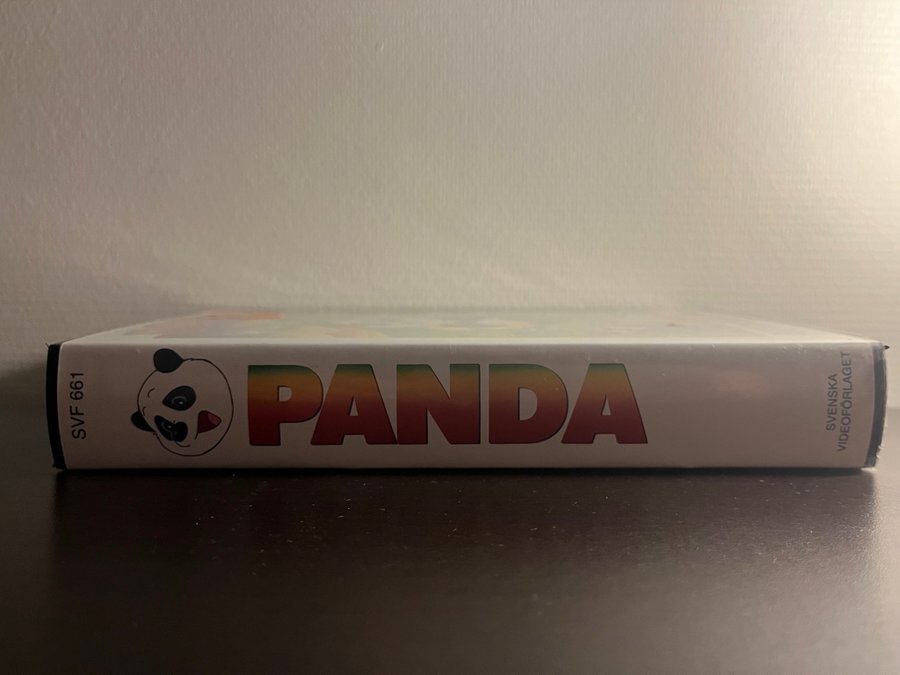 SVF 661
PANDA
SVENSKA
VIDEOFÖRLAGET